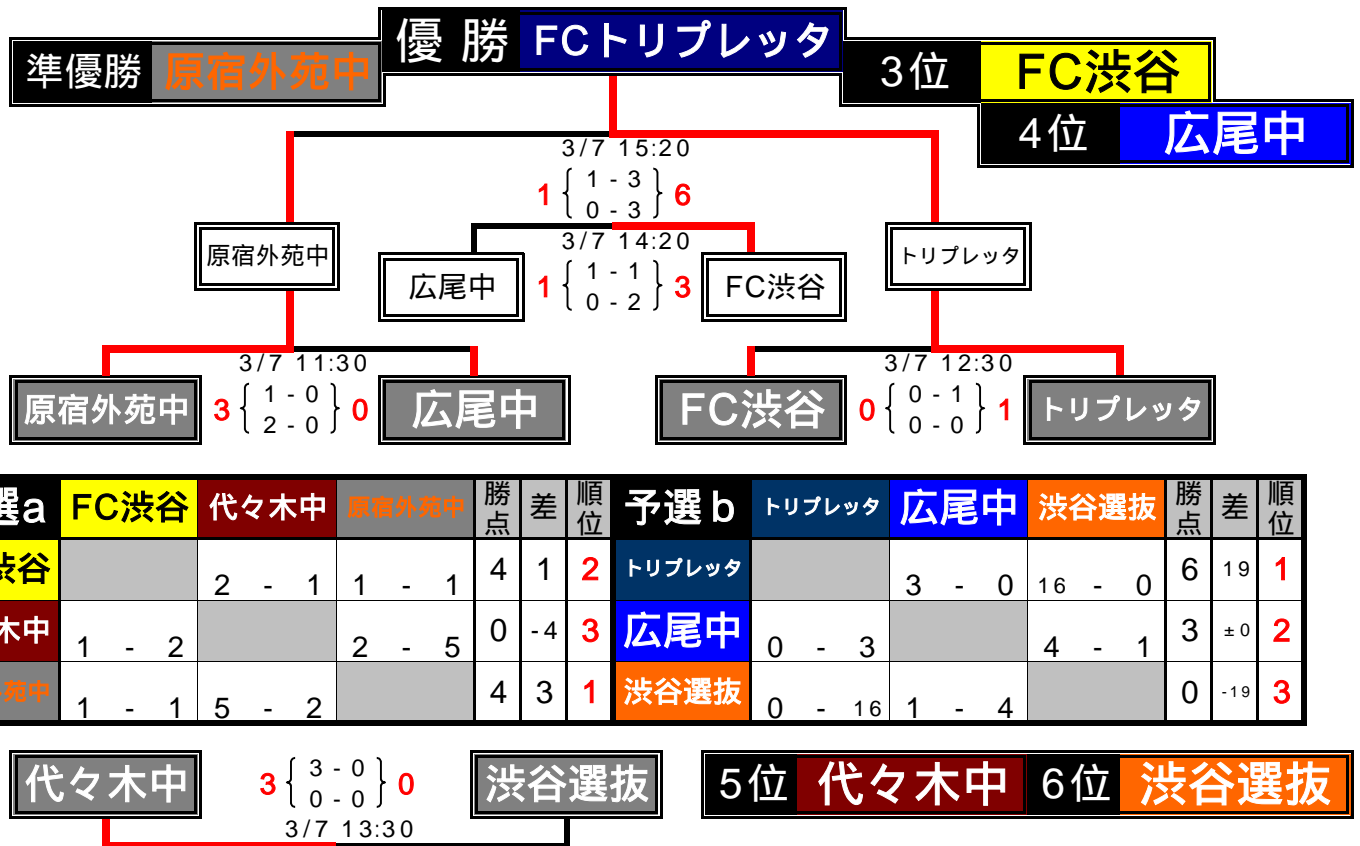 優勝 FCトリプレッタ
準優勝 原宿外苑中
3位 FC渋谷
4位 広尾中
3/7 15:20
1 { 1 - 3 } 6
0 - 3
原宿外苑中
トリプレッタ
3/7 14:20
広尾中 1 { 1 - 1 } 3 FC渋谷
0 - 2
3/7 11:30
原宿外苑中 3 { 1 - 0 } 0 広尾中
2 - 0
3/7 12:30
FC渋谷 0 { 0 - 1 } 1 トリプレッタ
0 - 0
選a FC渋谷 代々木中 原宿外苑中 勝点 差 順位
渋谷 2 - 1 1 - 1 4 1 2
木中 1 - 2 2 - 5 0 -4 3
外苑中 1 - 1 5 - 2 4 3 1
予選b トリプレッタ 広尾中 渋谷選抜 勝点 差 順位
トリプレッタ 3 - 0 16 - 0 6 19 1
広尾中 0 - 3 4 - 1 3 ±0 2
渋谷選抜 0 - 16 1 - 4 0 -19 3
代々木中 3 { 3 - 0 } 0 渋谷選抜
0 - 0
3/7 13:30
5位 代々木中 6位 渋谷選抜